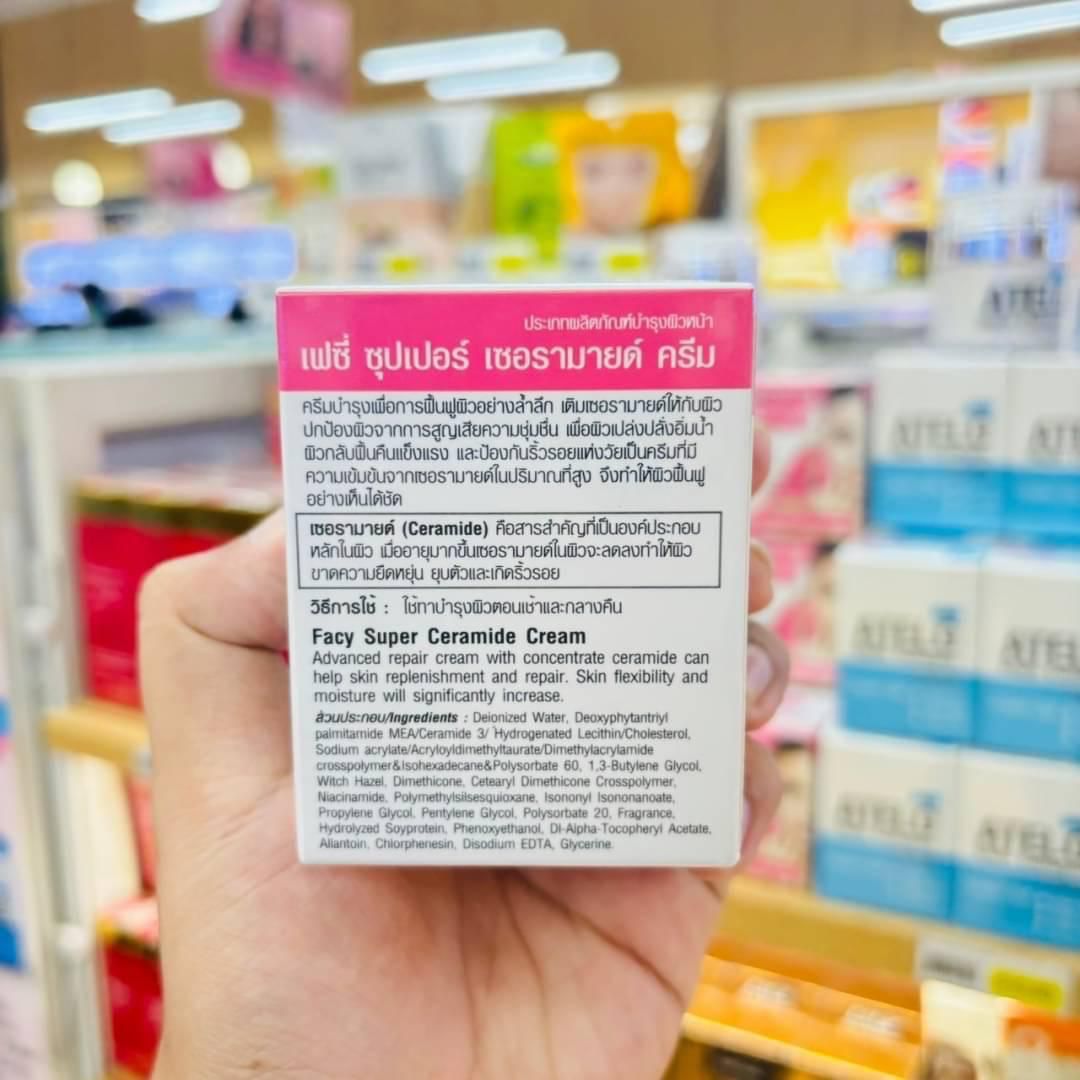 ประเภทผลิตภัณฑ์บำรุงผิวหน้า
เฟซี่ ซุปเปอร์ เซอรามายด์ ครีม
ครีมบำรุงเพื่อการฟื้นฟูผิวอย่างล้ำลึก เติมเซอรามายด์ให้กับผิว
ปกป้องผิวจากการสูญเสียความชุ่มชื่น เพื่อผิวเปล่งปลั่งอิ่มน้ำ
ผิวกลับฟื้นคืนแข็งแรง และป้องกันริ้วรอยแห่งวัยเป็นครีมที่มี
ความเข้มข้นจากเซอรามายด์ในปริมาณที่สูง จึงทำให้ผิวฟื้นฟู
อย่างเห็นได้ชัด
เซอรามายด์ (Ceramide) คือสารสำคัญที่เป็นองค์ประกอบ
หลักในผิว เมื่ออายุมากขึ้นเซอรามายด์ในผิวจะลดลงทำให้ผิว
ขาดความยืดหยุ่น ยุบตัวและเกิดริ้วรอย
วิธีการใช้ : ใช้ทาบำรุงผิวตอนเช้าและกลางคืน
Facy Super Ceramide Cream
Advanced repair cream with concentrate ceramide can
help skin replenishment and repair. Skin flexibility and
moisture will significantly increase.
ส่วนประกอบ/Ingredients : Deionized Water, Deoxyphytantriyl
palmitamide MEA/Ceramide 3/ Hydrogenated Lecithin/Cholesterol,
Sodium acrylate/Acryloyldimethyltaurate/Dimethylacrylamide
crosspolymer&Isohexadecane&Polysorbate 60, 1,3-Butylene Glycol,
Witch Hazel, Dimethicone, Cetearyl Dimethicone Crosspolymer,
Niacinamide, Polymethylsilsesquioxane, Isononyl Isononanoate,
Propylene Glycol, Pentylene Glycol, Polysorbate 20, Fragrance,
Hydrolyzed Soyprotein, Phenoxyethanol, Dl-Alpha-Tocopheryl Acetate,
Allantoin, Chlorphenesin, Disodium EDTA, Glycerine.